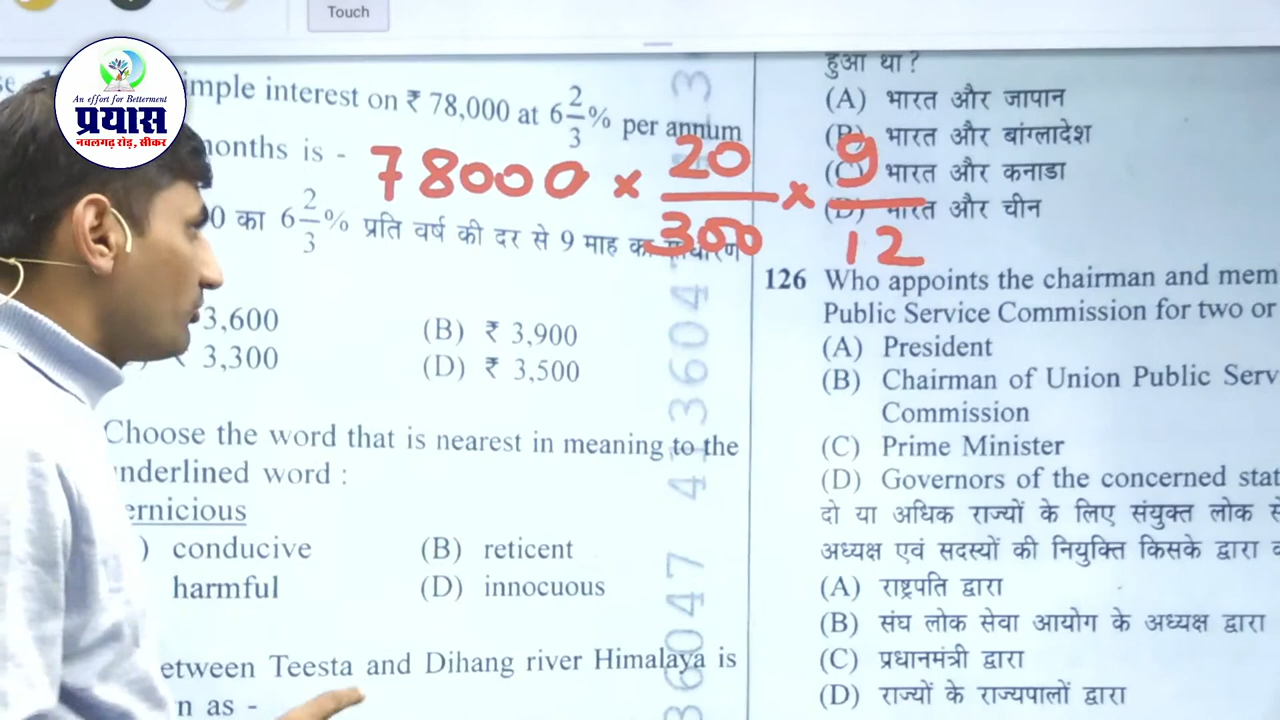 Touch
An effort for Betterment
प्रयास
नवलगढ़ रोड़, सीकर
imple interest on ₹ 78,000 at 6 2/3 % per annum
months is -
0 का 6 2/3 % प्रति वर्ष की दर से 9 माह का साधारण
78000 × 20/300 × 9/12
3,600
(B) ₹ 3,900
3,300
(D) ₹ 3,500
Choose the word that is nearest in meaning to the
nderlined word :
ernicious
) conducive
(B) reticent
harmful
(D) innocuous
etween Teesta and Dihang river Himalaya is
n as -
हुआ था ?
(A) भारत और जापान
(B) भारत और बांग्लादेश
(C) भारत और कनाडा
(D) भारत और चीन
126 Who appoints the chairman and mem
Public Service Commission for two or
(A) President
(B) Chairman of Union Public Serv
Commission
(C) Prime Minister
(D) Governors of the concerned stat
दो या अधिक राज्यों के लिए संयुक्त लोक से
अध्यक्ष एवं सदस्यों की नियुक्ति किसके द्वारा
(A) राष्ट्रपति द्वारा
(B) संघ लोक सेवा आयोग के अध्यक्ष द्वारा
(C) प्रधानमंत्री द्वारा
(D) राज्यों के राज्यपालों द्वारा